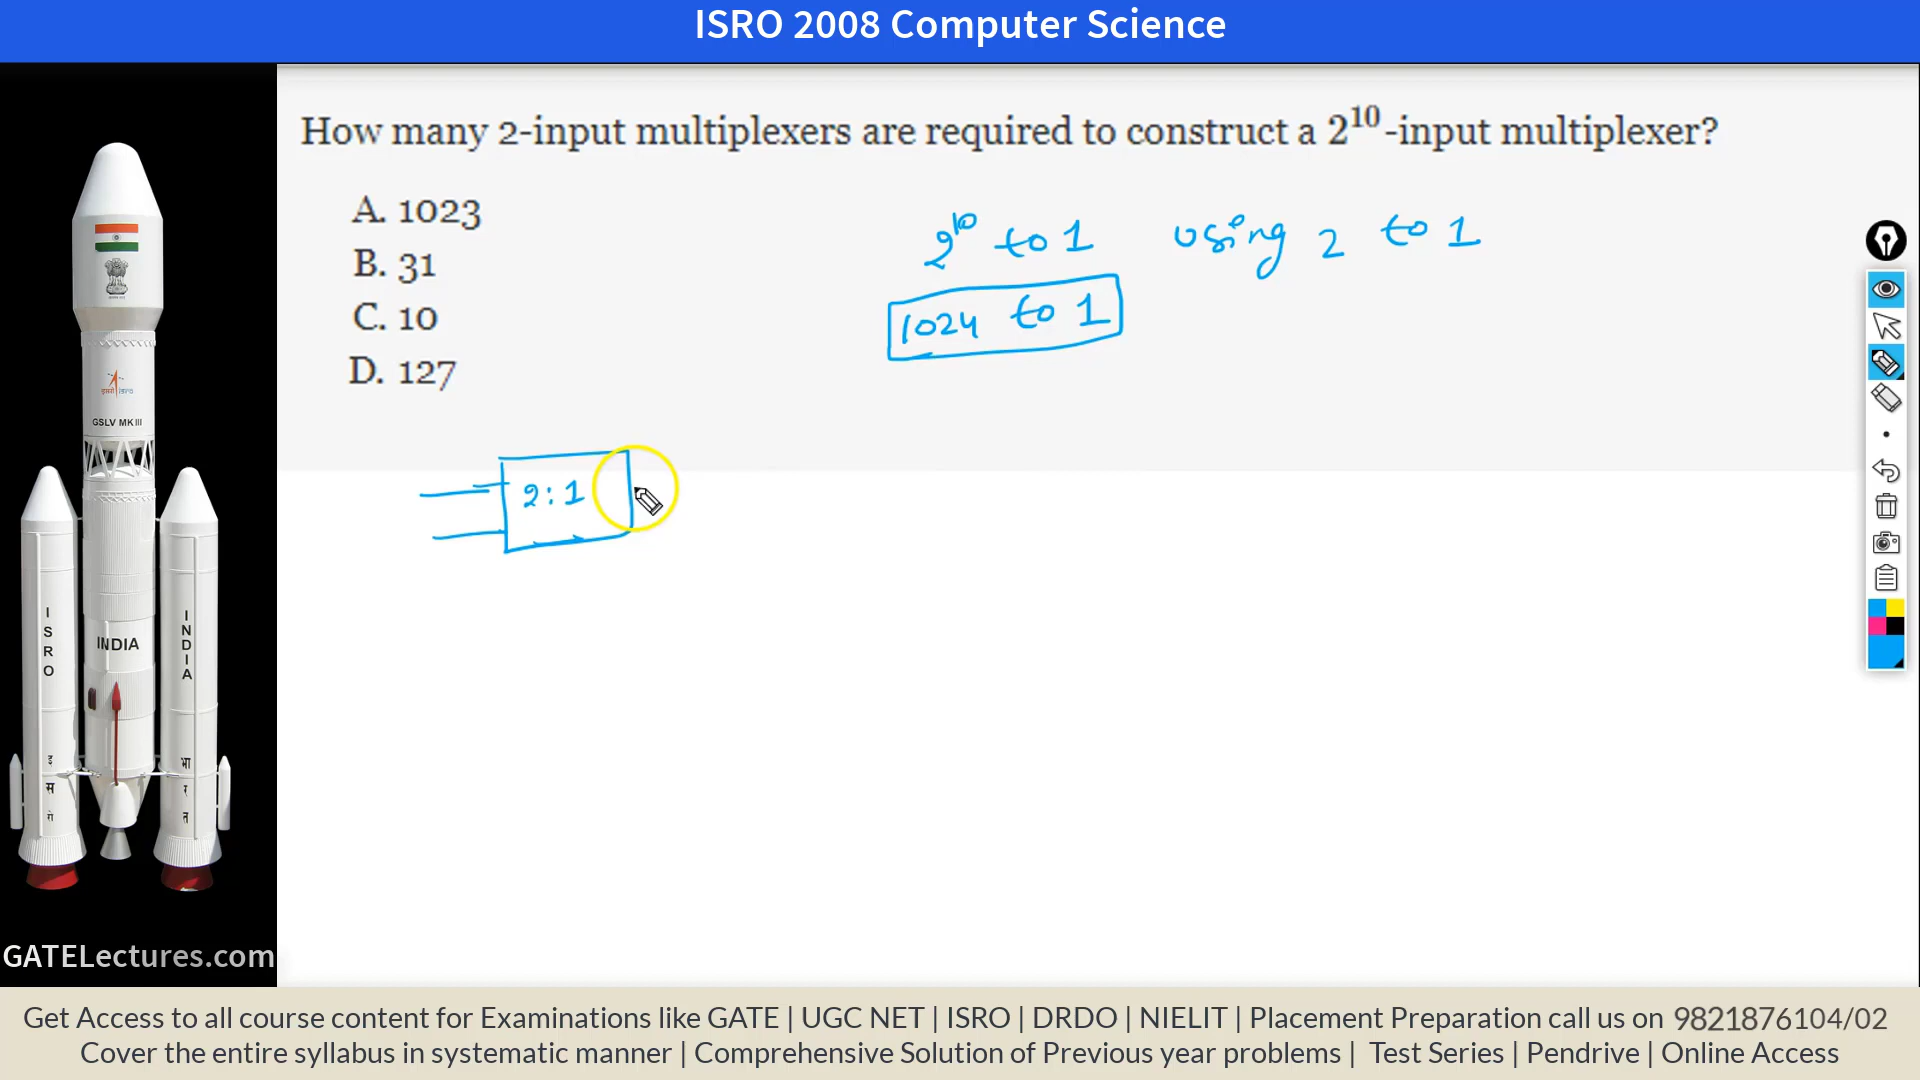 ISRO 2008 Computer Science
How many 2-input multiplexers are required to construct a 2^10-input multiplexer?
A. 1023
B. 31
C. 10
D. 127
2^10 to 1 using 2 to 1
1024 to 1
2:1
इसरो isro
GSLV MKIII
INDIA
ISRO
INDIA
इ
स
रो
भा
र
त
GATELectures.com
Get Access to all course content for Examinations like GATE | UGC NET | ISRO | DRDO | NIELIT | Placement Preparation call us on 9821876104/02
Cover the entire syllabus in systematic manner | Comprehensive Solution of Previous year problems | Test Series | Pendrive | Online Access